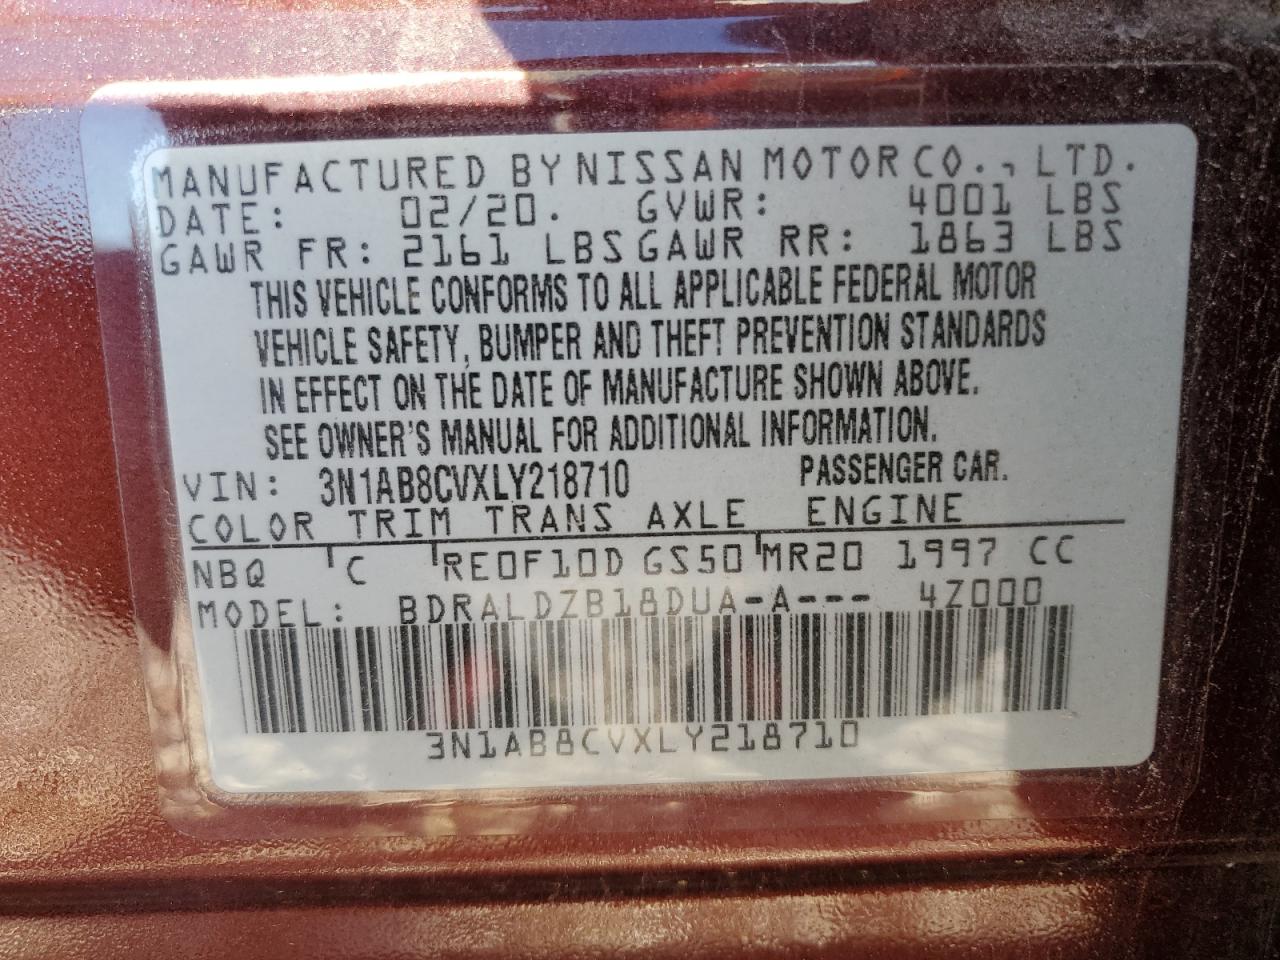 MANUFACTURED BY NISSAN MOTOR CO., LTD.
DATE: 02/20. GVWR: 4001 LBS
GAWR FR: 2161 LBS GAWR RR: 1863 LBS
THIS VEHICLE CONFORMS TO ALL APPLICABLE FEDERAL MOTOR
VEHICLE SAFETY, BUMPER AND THEFT PREVENTION STANDARDS
IN EFFECT ON THE DATE OF MANUFACTURE SHOWN ABOVE.
SEE OWNER'S MANUAL FOR ADDITIONAL INFORMATION.
VIN: 3N1AB8CVXLY218710 PASSENGER CAR.
COLOR TRIM TRANS AXLE ENGINE
NBQ C RE0F10D GS50 MR20 1997 CC
MODEL: BDRALDZB18DUA-A--- 4Z000
3N1AB8CVXLY218710